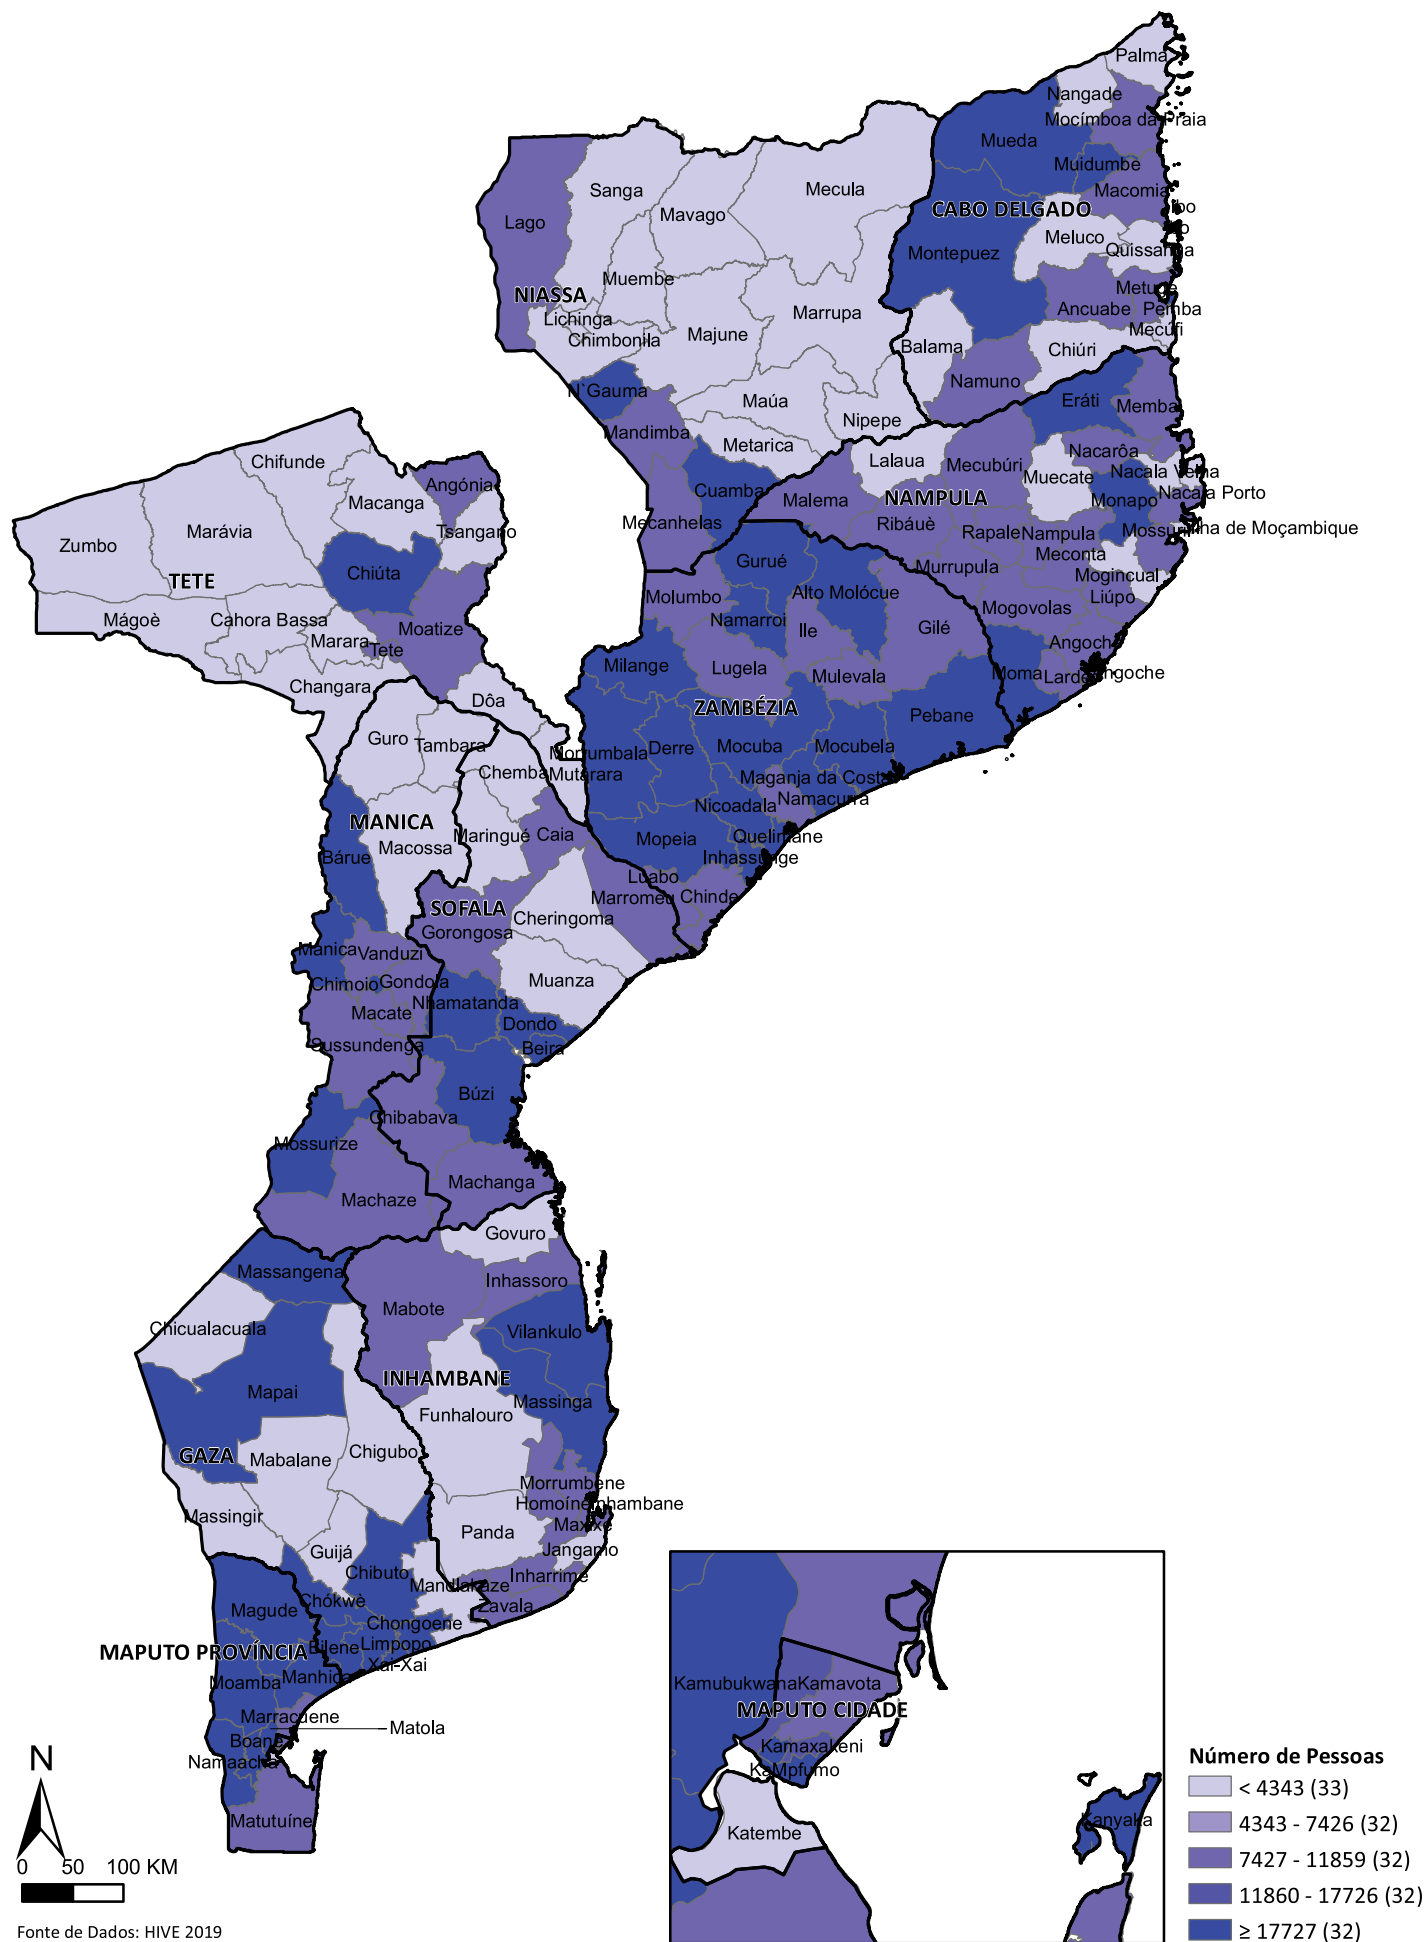 Palma
Nangade
Mocímboa da Praia
Mueda
Muidumbe
Macomia
Mecula
Sanga
Mavago
CABO DELGADO
Ibo
Lago
Meluco
Quissanga
Montepuez
Muembe
NIASSA
Metuge
Ancuabe
Pemba
Lichinga
Marrupa
Mecufi
Chimbonila
Majune
Balama
Chiúri
Namuno
N`Gauma
Maúa
Eráti
Memba
Nipepe
Mandimba
Metarica
Nacarôa
Chifunde
Lalaua
Mecubúri
Muecate
Nacala Velha
Angónia
Macanga
Cuamba
Malema
NAMPULA
Monapo
Nacala Porto
Mecanhelas
Ribáuè
Tsangano
Marávia
Rapale
Nampula
Mossuril
Ilha de Moçambique
Zumbo
Meconta
Gurué
Murrupula
Mogincual
Chiúta
TETE
Molumbo
Alto Molócue
Liúpo
Mogovolas
Mágoè
Cahora Bassa
Namarroi
Moatize
Ile
Gilé
Marara
Tete
Angoche
Milange
Lugela
Mulevala
Moma
Larde
Angoche
Changara
Dôa
ZAMBÉZIA
Pebane
Guro
Tambara
Morrumbala
Derre
Mocuba
Mocubela
Chemba
Mutarara
Maganja da Costa
Nicoadala
Namacurra
MANICA
Maringué
Caia
Mopeia
Quelimane
Macossa
Bárue
Inhassunge
Luabo
Marromeu
Chinde
SOFALA
Cheringoma
Gorongosa
Manica
Vanduzi
Muanza
Chimoio
Gondola
Nhamatanda
Macate
Dondo
Sussundenga
Beira
Búzi
Chibabava
Mossurize
Machanga
Machaze
Govuro
Massangena
Inhassoro
Mabote
Chicualacuala
Vilankulo
INHAMBANE
Mapai
Massinga
Funhalouro
GAZA
Mabalane
Chigubo
Morrumbene
Homoíne
Inhambane
Massingir
Maxixe
Panda
Guijá
Jangamo
Chibuto
Inharrime
Mandlakaze
Chókwè
Zavala
Magude
Chongoene
MAPUTO PROVÍNCIA
Bilene
Limpopo
Xai-Xai
Moamba
Manhiça
Marracuene
Matola
Boane
Namaacha
Matutuíne
Kamubukwana
Kamavota
MAPUTO CIDADE
Kamaxakeni
KaMpfumo
Katembe
Kanyaka
N
0 50 100 KM
Fonte de Dados: HIVE 2019
Número de Pessoas
< 4343 (33)
4343 - 7426 (32)
7427 - 11859 (32)
11860 - 17726 (32)
≥ 17727 (32)